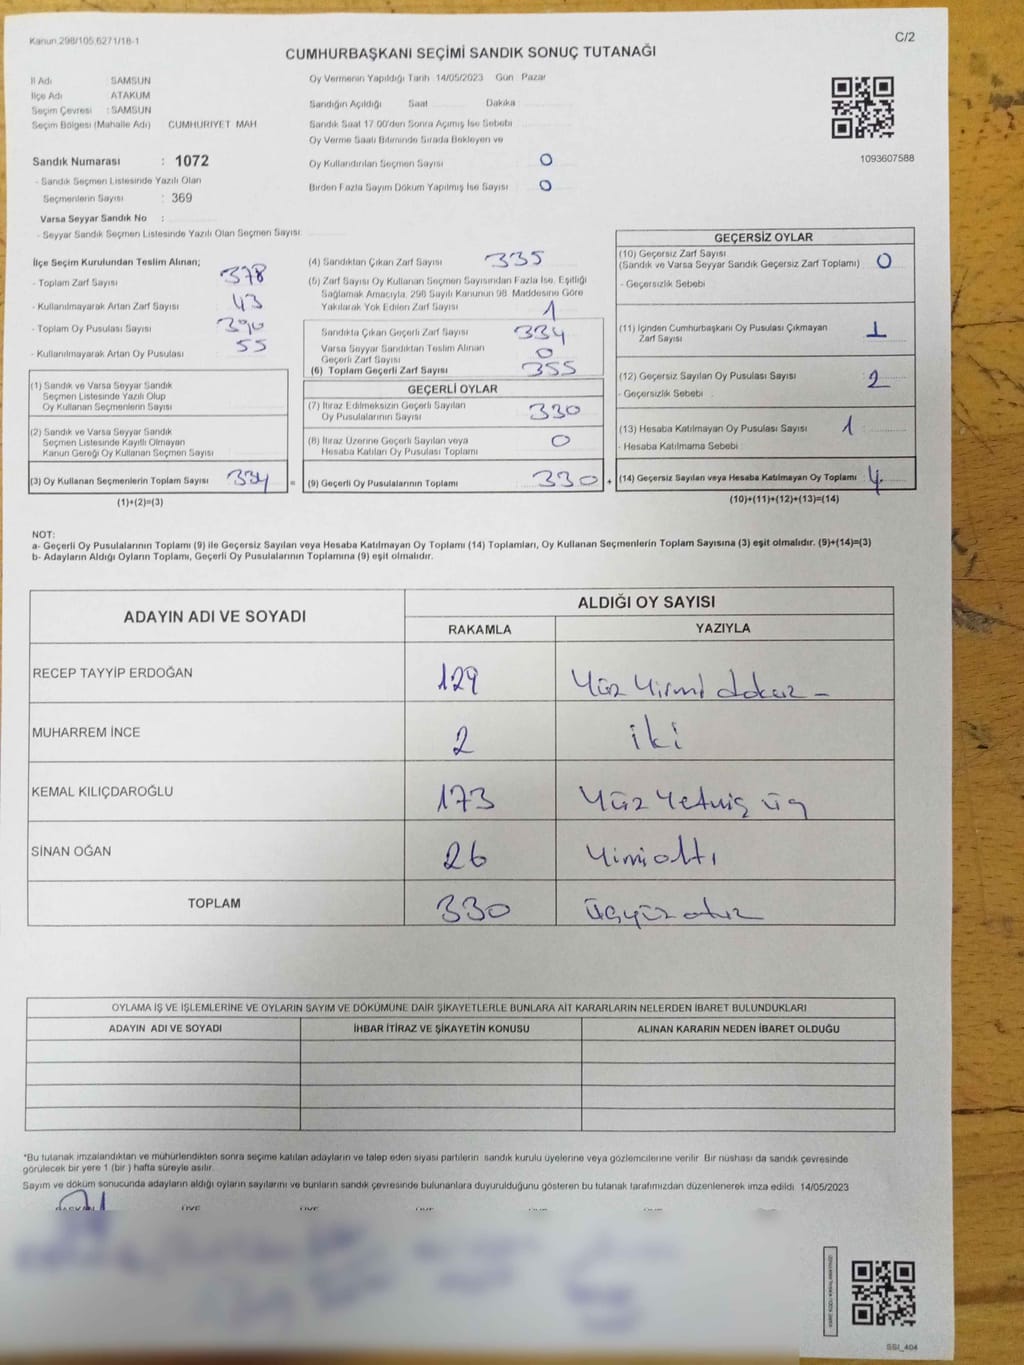 Kanun 298/105 6271/18-1
C/2
CUMHURBAŞKANI SEÇİMİ SANDIK SONUÇ TUTANAĞI
İl Adı : SAMSUN
İlçe Adı : ATAKUM
Seçim Çevresi : SAMSUN
Seçim Bölgesi (Mahalle Adı) CUMHURİYET MAH
Sandık Numarası : 1072
- Sandık Seçmen Listesinde Yazılı Olan
Seçmenlerin Sayısı : 369
Varsa Seyyar Sandık No :
- Seyyar Sandık Seçmen Listesinde Yazılı Olan Seçmen Sayısı:
Oy Vermenin Yapıldığı Tarih 14/05/2023 Gün Pazar
Sandığın Açıldığı Saat Dakika
Sandık Saat 17 00'den Sonra Açımış İse Sebebi
Oy Verme Saati Bitiminde Sırada Bekleyen ve
Oy Kullandırılan Seçmen Sayısı 0
Birden Fazla Sayım Döküm Yapılmış İse Sayısı 0
1093607588
İlçe Seçim Kurulundan Teslim Alınan;
- Toplam Zarf Sayısı 378
- Kullanılmayarak Artan Zarf Sayısı 43
- Toplam Oy Pusulası Sayısı 390
- Kullanılmayarak Artan Oy Pusulası 55
(1) Sandık ve Varsa Seyyar Sandık
Seçmen Listesinde Yazılı Olup
Oy Kullanan Seçmenlerin Sayısı
(2) Sandık ve Varsa Seyyar Sandık
Seçmen Listesinde Kayıtlı Olmayan
Kanun Gereği Oy Kullanan Seçmen Sayısı
(3) Oy Kullanan Seçmenlerin Toplam Sayısı 334
(1)+(2)=(3)
(4) Sandıktan Çıkan Zarf Sayısı 335
(5) Zarf Sayısı Oy Kullanan Seçmen Sayısından Fazla İse, Eşitliği
Sağlamak Amacıyla, 298 Sayılı Kanunun 98 Maddesine Göre
Yakılarak Yok Edilen Zarf Sayısı 1
Sandıkta Çıkan Geçerli Zarf Sayısı 334
Varsa Seyyar Sandıktan Teslim Alınan
Geçerli Zarf Sayısı 0
(6) Toplam Geçerli Zarf Sayısı 355
GEÇERLİ OYLAR
(7) İtiraz Edilmeksizin Geçerli Sayılan
Oy Pusulalarının Sayısı 330
(8) İtiraz Üzerine Geçerli Sayılan veya
Hesaba Katılan Oy Pusulası Toplamı 0
= (9) Geçerli Oy Pusulalarının Toplamı 330 +
GEÇERSİZ OYLAR
(10) Geçersiz Zarf Sayısı
(Sandık ve Varsa Seyyar Sandık Geçersiz Zarf Toplamı) 0
- Geçersizlik Sebebi
(11) İçinden Cumhurbaşkanı Oy Pusulası Çıkmayan
Zarf Sayısı 1
(12) Geçersiz Sayılan Oy Pusulası Sayısı 2
- Geçersizlik Sebebi
(13) Hesaba Katılmayan Oy Pusulası Sayısı 1
- Hesaba Katılmama Sebebi
(14) Geçersiz Sayılan veya Hesaba Katılmayan Oy Toplamı 4
(10)+(11)+(12)+(13)=(14)
NOT:
a- Geçerli Oy Pusulalarının Toplamı (9) ile Geçersiz Sayılan veya Hesaba Katılmayan Oy Toplamı (14) Toplamları, Oy Kullanan Seçmenlerin Toplam Sayısına (3) eşit olmalıdır. (9)+(14)=(3)
b- Adayların Aldığı Oyların Toplamı, Geçerli Oy Pusulalarının Toplamına (9) eşit olmalıdır.
ADAYIN ADI VE SOYADI ALDIĞI OY SAYISI
RAKAMLA YAZIYLA
RECEP TAYYİP ERDOĞAN 129 Yüz Yirmi dokuz -
MUHARREM İNCE 2 iki
KEMAL KILIÇDAROĞLU 173 Yüz Yetmiş üç
SİNAN OĞAN 26 Yirmi altı
TOPLAM 330 üçyüz otuz
OYLAMA İŞ VE İŞLEMLERİNE VE OYLARIN SAYIM VE DÖKÜMÜNE DAİR ŞİKAYETLERLE BUNLARA AİT KARARLARIN NELERDEN İBARET BULUNDUKLARI
ADAYIN ADI VE SOYADI İHBAR İTİRAZ VE ŞİKAYETİN KONUSU ALINAN KARARIN NEDEN İBARET OLDUĞU
*Bu tutanak imzalandıktan ve mühürlendikten sonra seçime katılan adayların ve talep eden siyasi partilerin sandık kurulu üyelerine veya gözlemcilerine verilir Bir nüshası da sandık çevresinde
görülecek bir yere 1 (bir ) hafta süreyle asılır.
Sayım ve döküm sonucunda adayların aldığı oyların sayılarını ve bunların sandık çevresinde bulunanlara duyurulduğunu gösteren bu tutanak tarafımızdan düzenlenerek imza edildi 14/05/2023